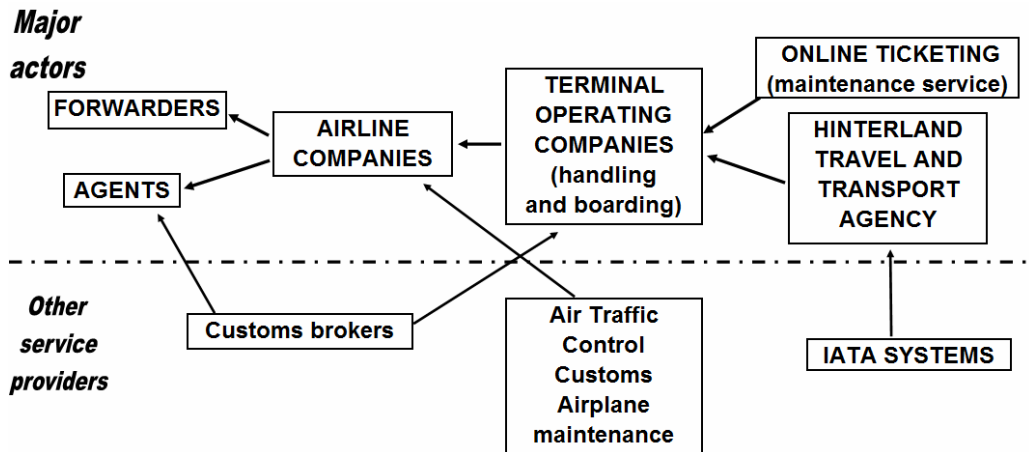 Major
actors
FORWARDERS
AGENTS
AIRLINE
COMPANIES
TERMINAL
OPERATING
COMPANIES
(handling
and boarding)
ONLINE TICKETING
(maintenance service)
HINTERLAND
TRAVEL AND
TRANSPORT
AGENCY
Other
service
providers
Customs brokers
Air Traffic
Control
Customs
Airplane
maintenance
IATA SYSTEMS